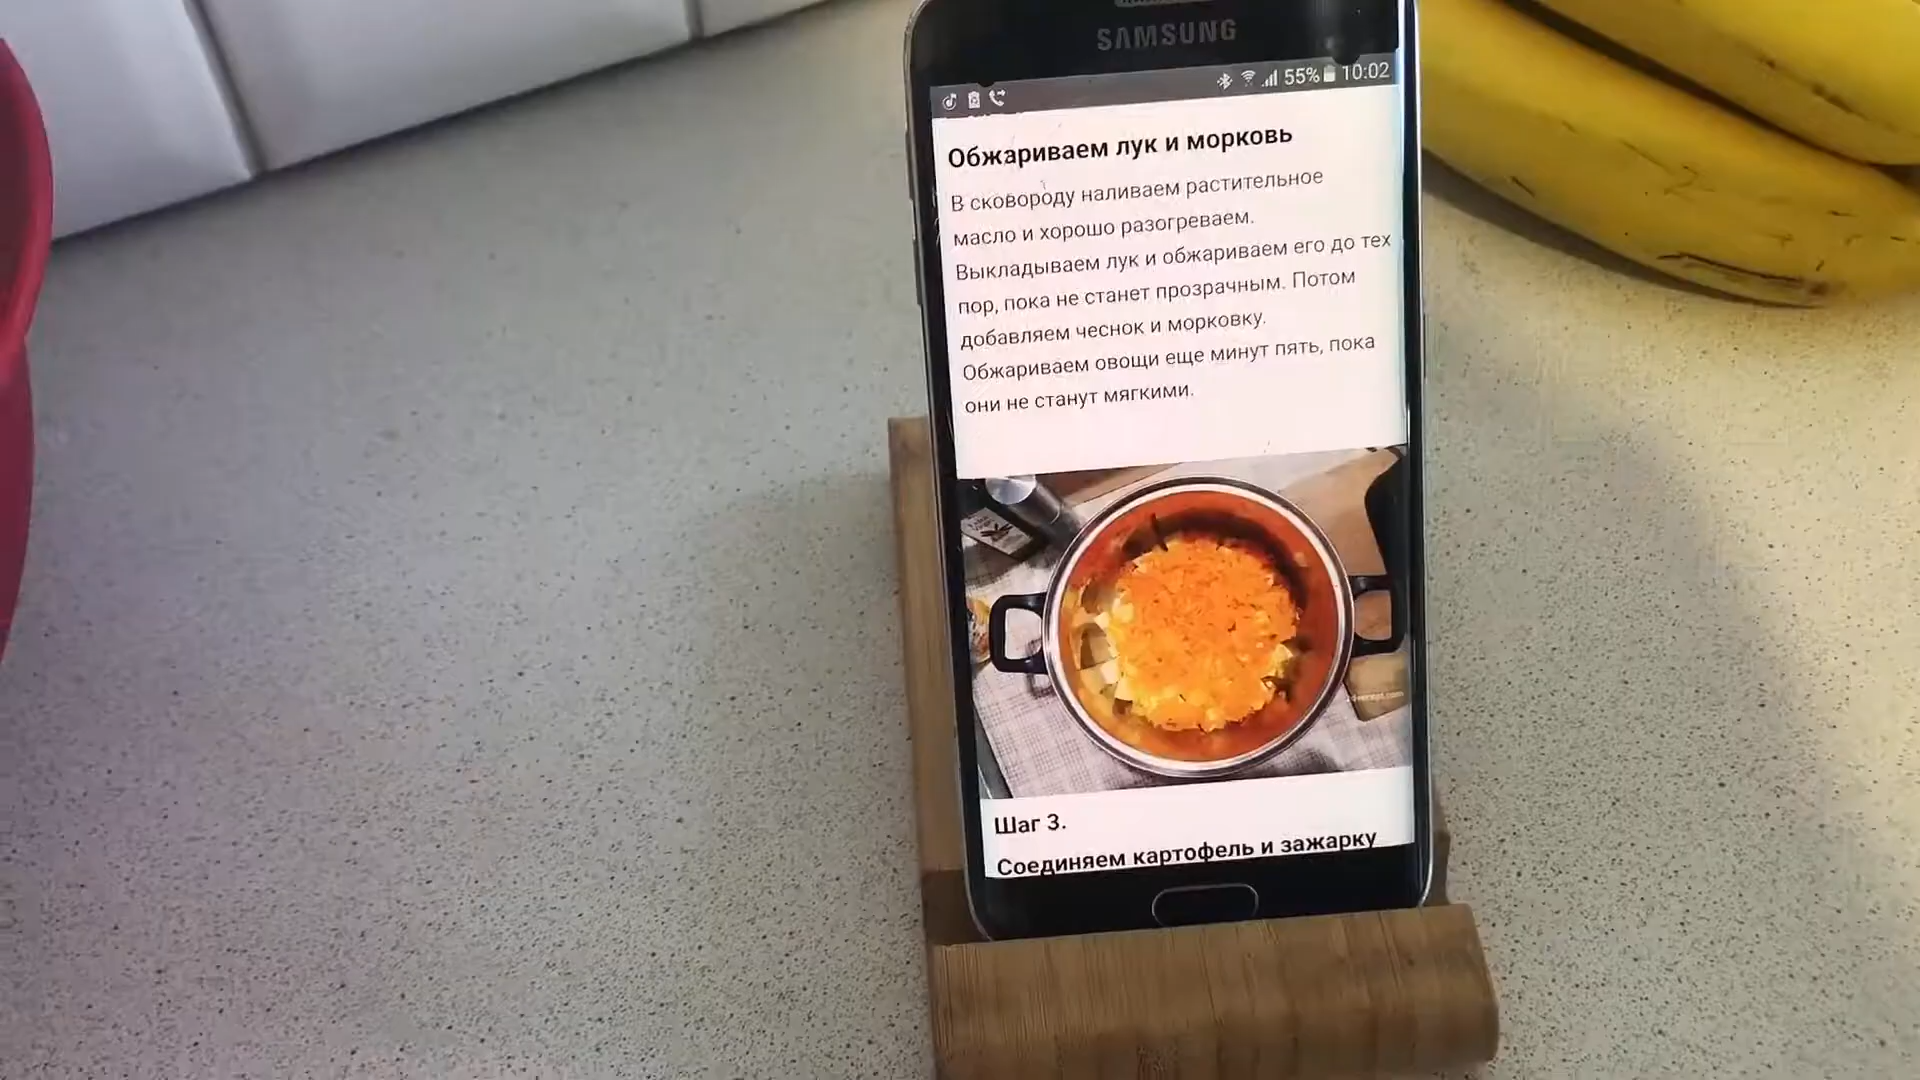 SAMSUNG
55% 10:02
Обжариваем лук и морковь
В сковороду наливаем растительное
масло и хорошо разогреваем.
Выкладываем лук и обжариваем его до тех
пор, пока не станет прозрачным. Потом
добавляем чеснок и морковку.
Обжариваем овощи еще минут пять, пока
они не станут мягкими.
Шаг 3.
Соединяем картофель и зажарку